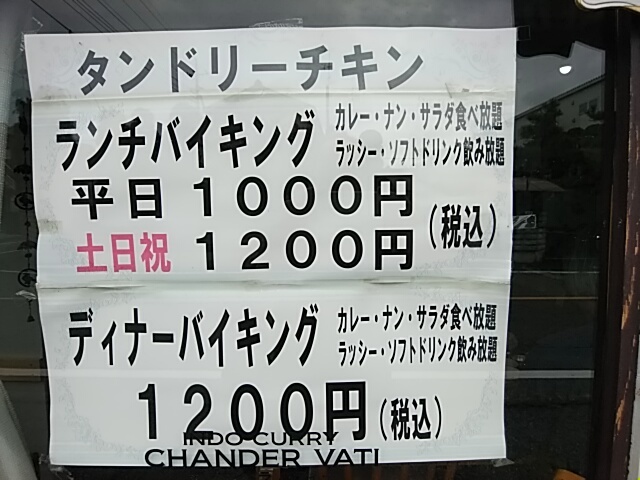 タンドリーチキン
ランチバイキング
カレー・ナン・サラダ食べ放題
ラッシー・ソフトドリンク飲み放題
平日 1000円
土日祝 1200円
(税込)
ディナーバイキング
カレー・ナン・サラダ食べ放題
ラッシー・ソフトドリンク飲み放題
1200円(税込)
INDO CURRY
CHANDER VATI